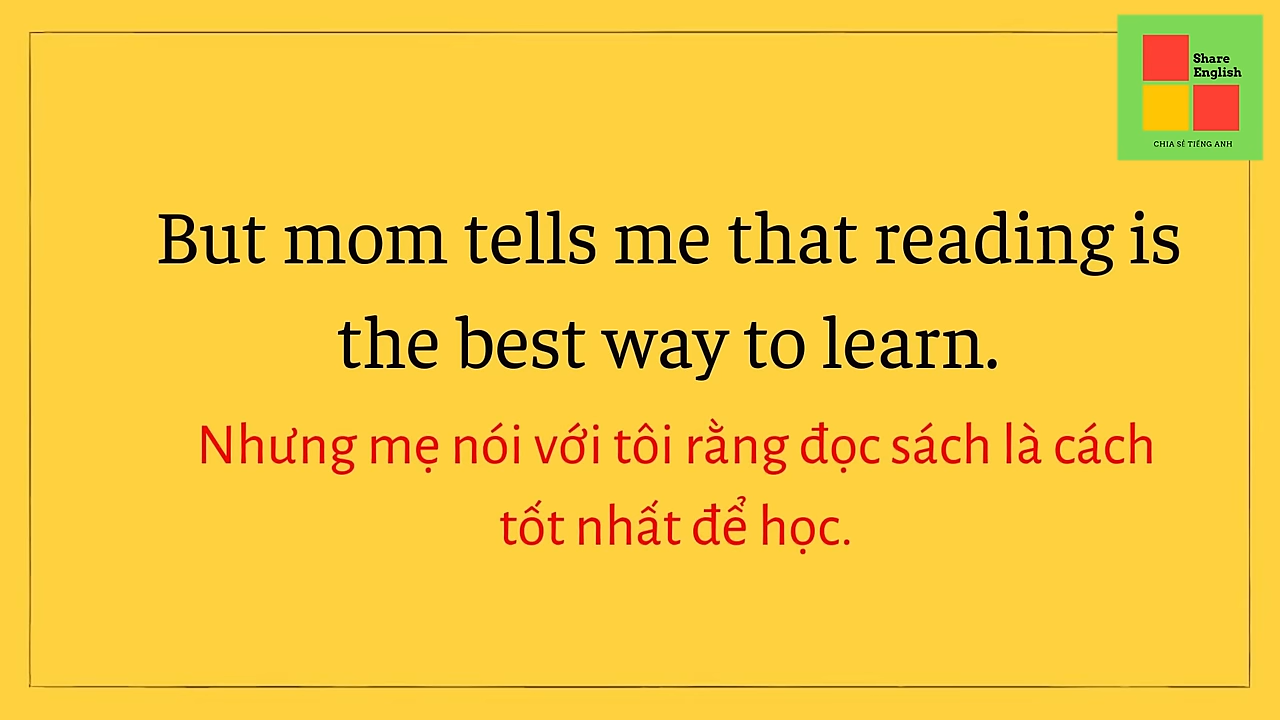 Share
English
CHIA SẺ TIẾNG ANH
But mom tells me that reading is
the best way to learn.
Nhưng mẹ nói với tôi rằng đọc sách là cách
tốt nhất để học.